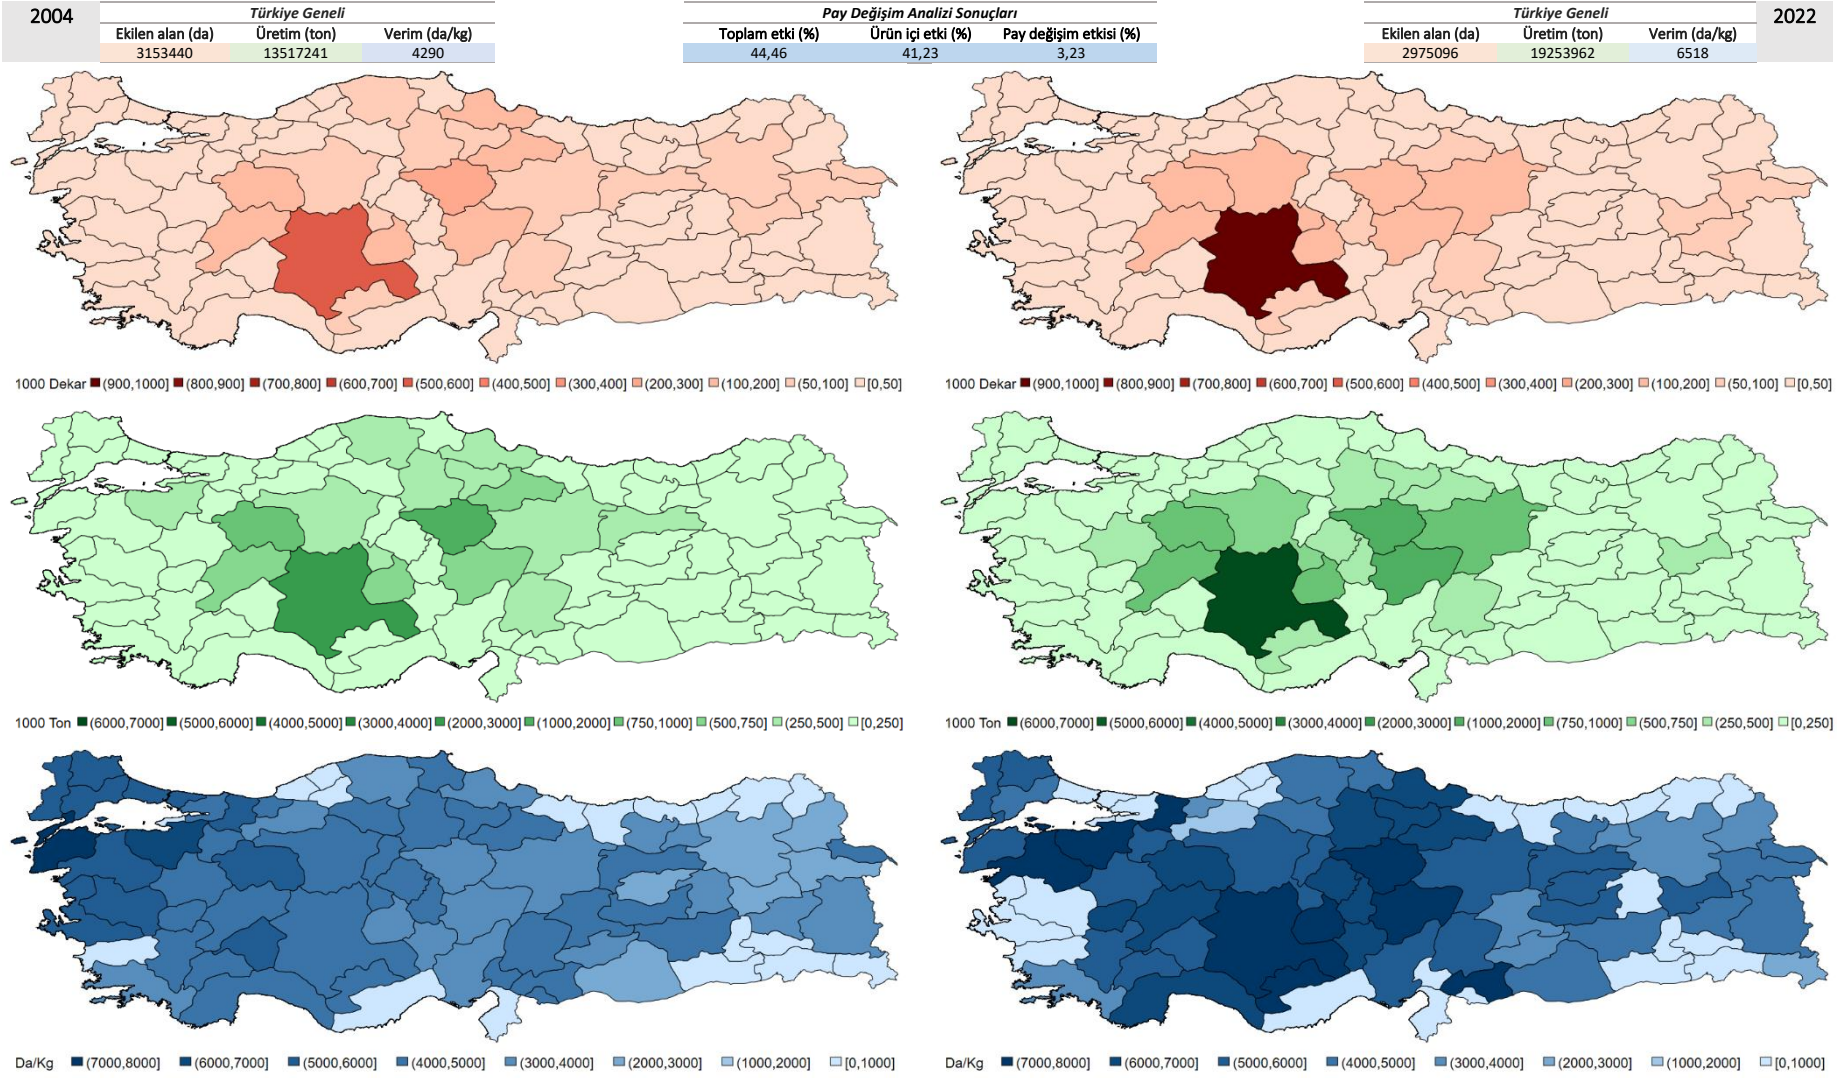 2004
Türkiye Geneli
Ekilen alan (da) Üretim (ton) Verim (da/kg)
3153440 13517241 4290
Pay Değişim Analizi Sonuçları
Toplam etki (%) Ürün içi etki (%) Pay değişim etkisi (%)
44,46 41,23 3,23
Türkiye Geneli
Ekilen alan (da) Üretim (ton) Verim (da/kg)
2975096 19253962 6518
2022
1000 Dekar (900,1000] (800,900] (700,800] (600,700] (500,600] (400,500] (300,400] (200,300] (100,200] (50,100] [0,50]
1000 Dekar (900,1000] (800,900] (700,800] (600,700] (500,600] (400,500] (300,400] (200,300] (100,200] (50,100] [0,50]
1000 Ton (6000,7000] (5000,6000] (4000,5000] (3000,4000] (2000,3000] (1000,2000] (750,1000] (500,750] (250,500] [0,250]
1000 Ton (6000,7000] (5000,6000] (4000,5000] (3000,4000] (2000,3000] (1000,2000] (750,1000] (500,750] (250,500] [0,250]
Da/Kg (7000,8000] (6000,7000] (5000,6000] (4000,5000] (3000,4000] (2000,3000] (1000,2000] [0,1000]
Da/Kg (7000,8000] (6000,7000] (5000,6000] (4000,5000] (3000,4000] (2000,3000] (1000,2000] [0,1000]